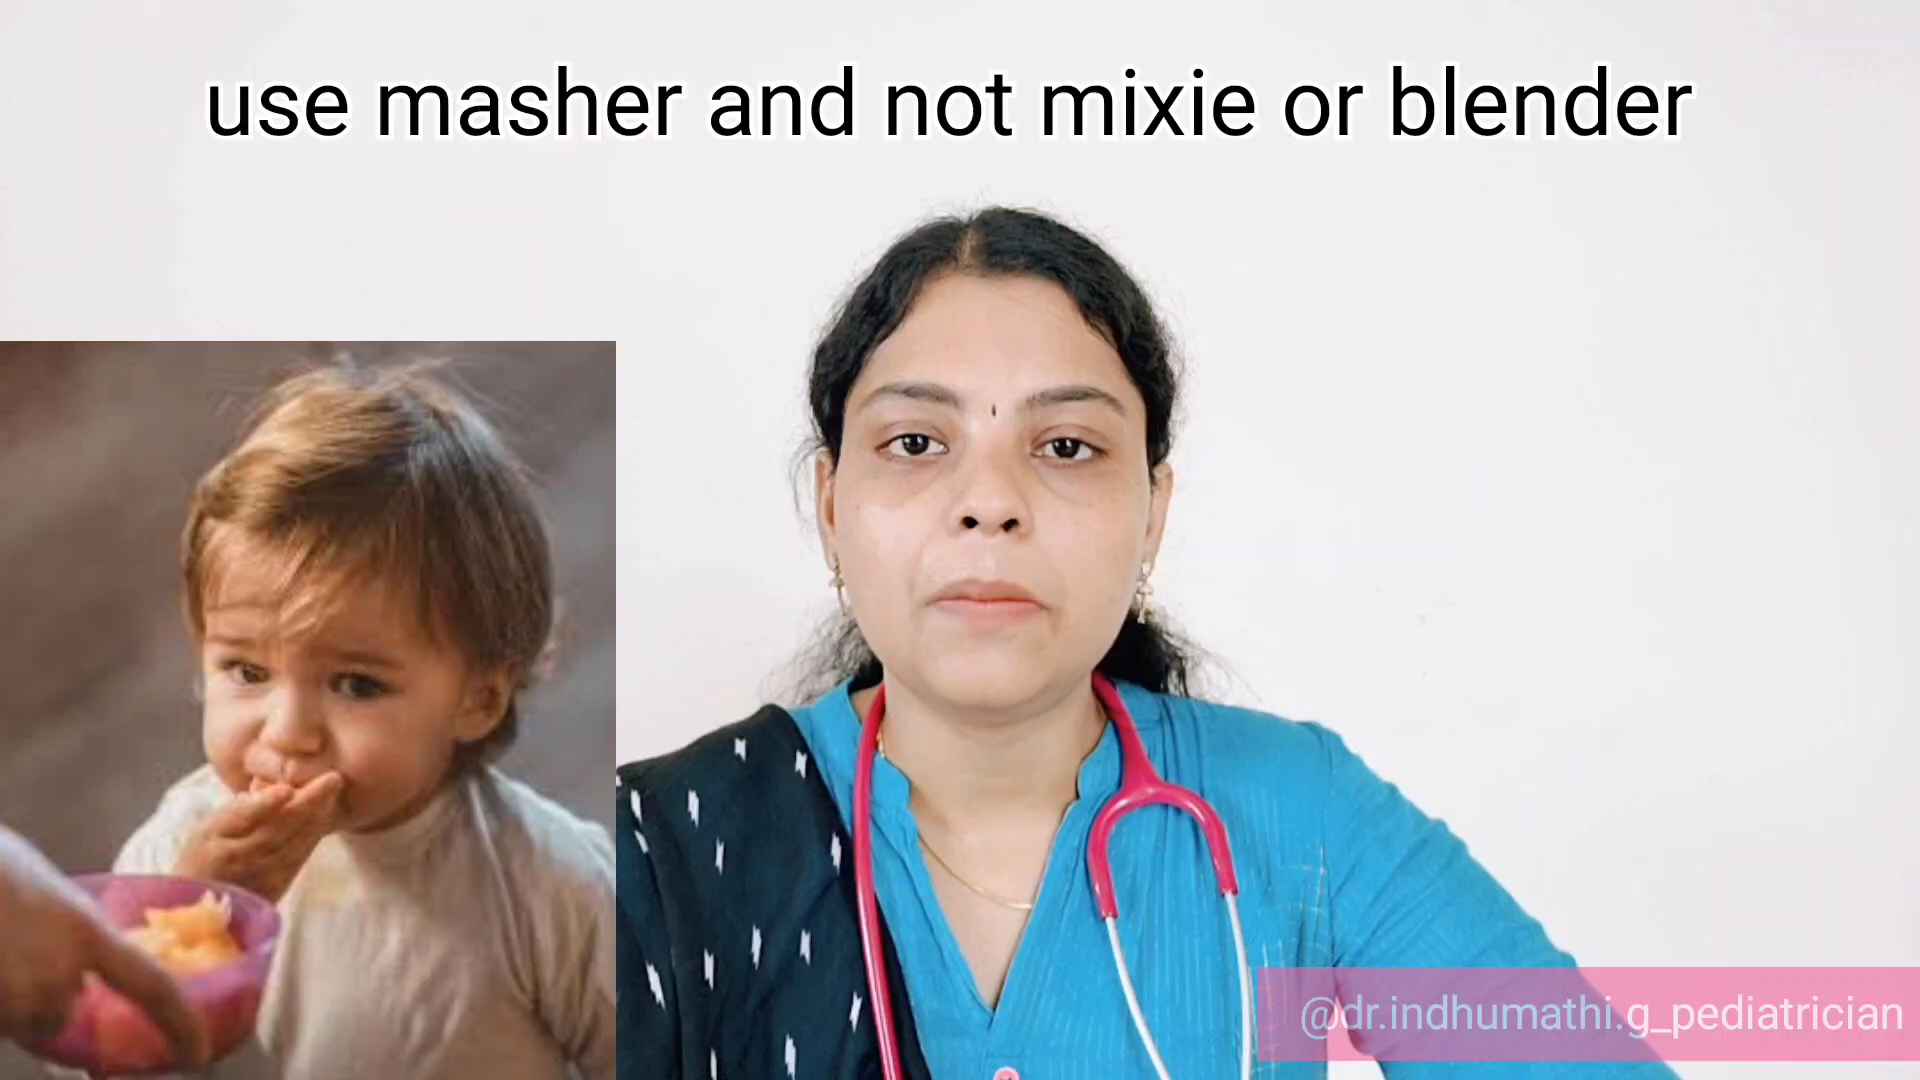 use masher and not mixie or blender
@dr.indhumathi.g_pediatrician